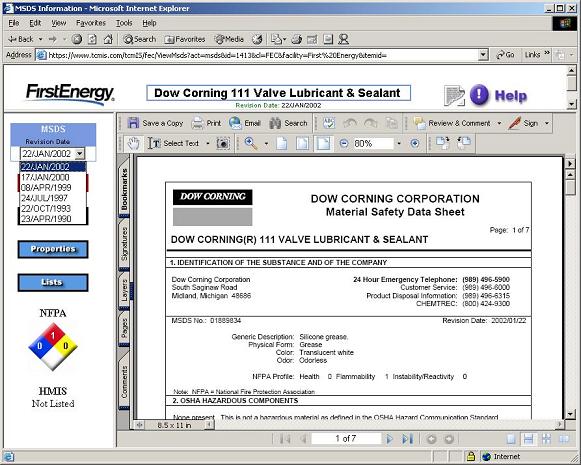 MSDS Information - Microsoft Internet Explorer
File Edit View Favorites Tools Help
Back Search Favorites Media
Address https://www.tcmis.com/tcmIS/fec/ViewMsds?act=msds&id=1413&cl=FEC&facility=First%20Energy&itemid= Go Links »
FirstEnergy
Dow Corning 111 Valve Lubricant & Sealant
Revision Date: 22/JAN/2002
Help
MSDS
Revision Date
22/JAN/2002
22/JAN/2002
17/JAN/2000
08/APR/1999
24/JUL/1997
22/OCT/1993
23/APR/1990
Properties
Lists
NFPA
0 1 0
HMIS
Not Listed
Save a Copy Print Email Search Review & Comment Sign
Select Text 80%
Bookmarks
Signatures
Layers
Pages
Comments
DOW CORNING
DOW CORNING CORPORATION
Material Safety Data Sheet
Page: 1 of 7
DOW CORNING(R) 111 VALVE LUBRICANT & SEALANT
1. IDENTIFICATION OF THE SUBSTANCE AND OF THE COMPANY
Dow Corning Corporation 24 Hour Emergency Telephone: (989) 496-5900
South Saginaw Road Customer Service: (989) 496-6000
Midland, Michigan 48686 Product Disposal Information: (989) 496-6315
CHEMTREC: (800) 424-9300
MSDS No.: 01889834 Revision Date: 2002/01/22
Generic Description: Silicone grease.
Physical Form: Grease
Color: Translucent white
Odor: Odorless
NFPA Profile: Health 0 Flammability 1 Instability/Reactivity 0
Note: NFPA = National Fire Protection Association
2. OSHA HAZARDOUS COMPONENTS
None present. This is not a hazardous material as defined in the OSHA Hazard Communication Standard.
8.5 x 11 in
1 of 7
Internet